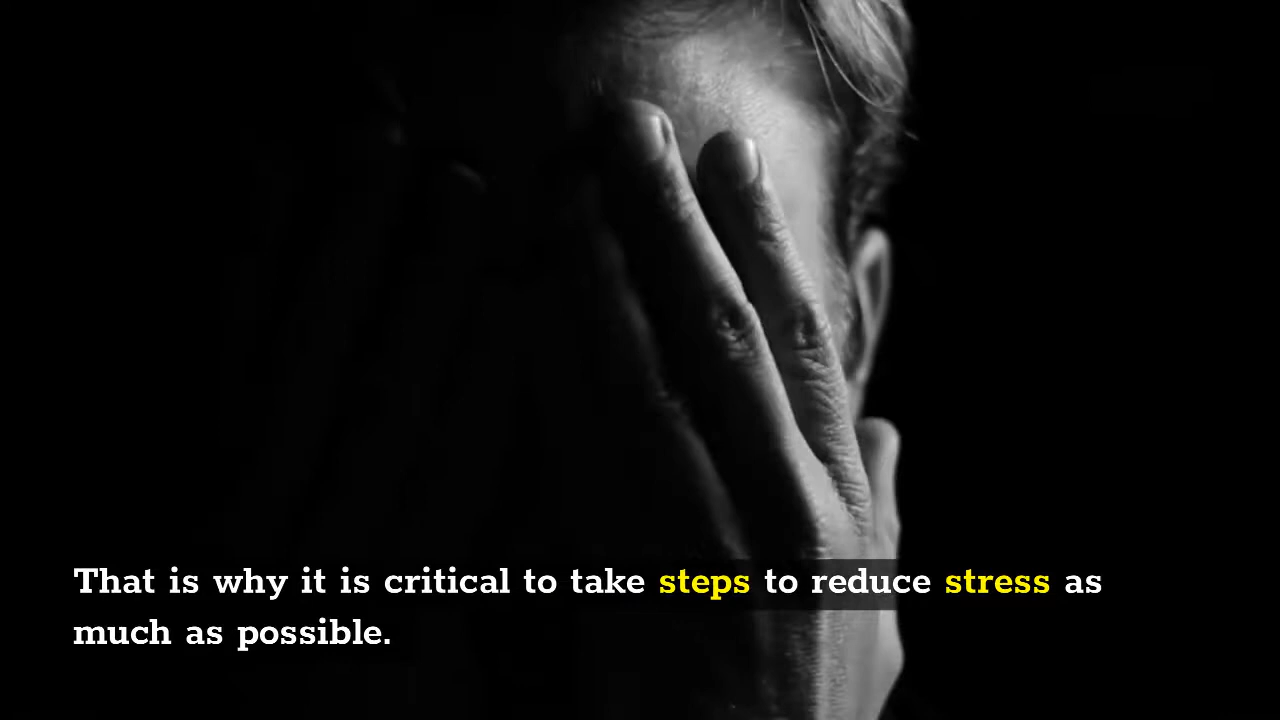 That is why it is critical to take steps to reduce stress as
much as possible.